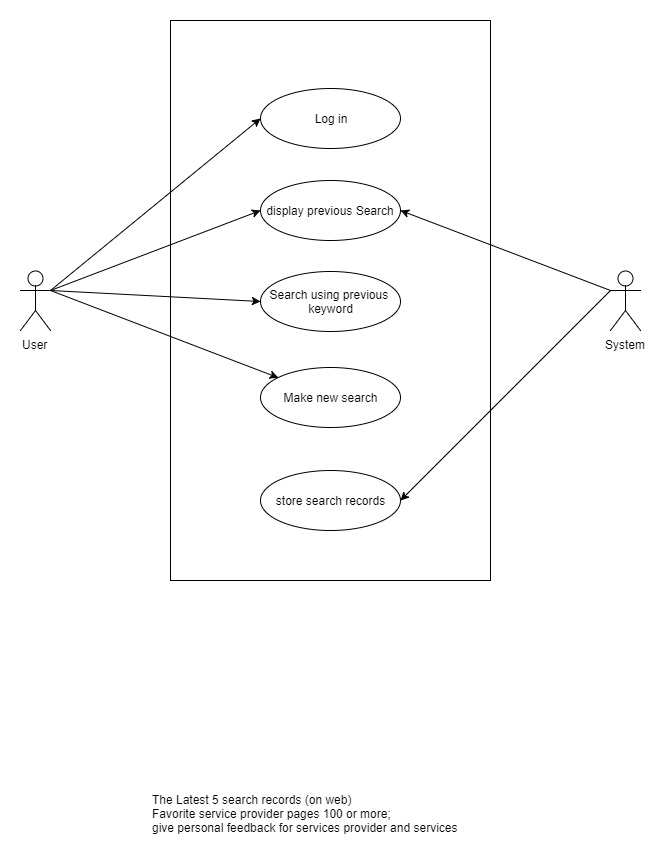 Log in
display previous Search
Search using previous
keyword
User
System
Make new search
store search records
The Latest 5 search records (on web)
Favorite service provider pages 100 or more;
give personal feedback for services provider and services